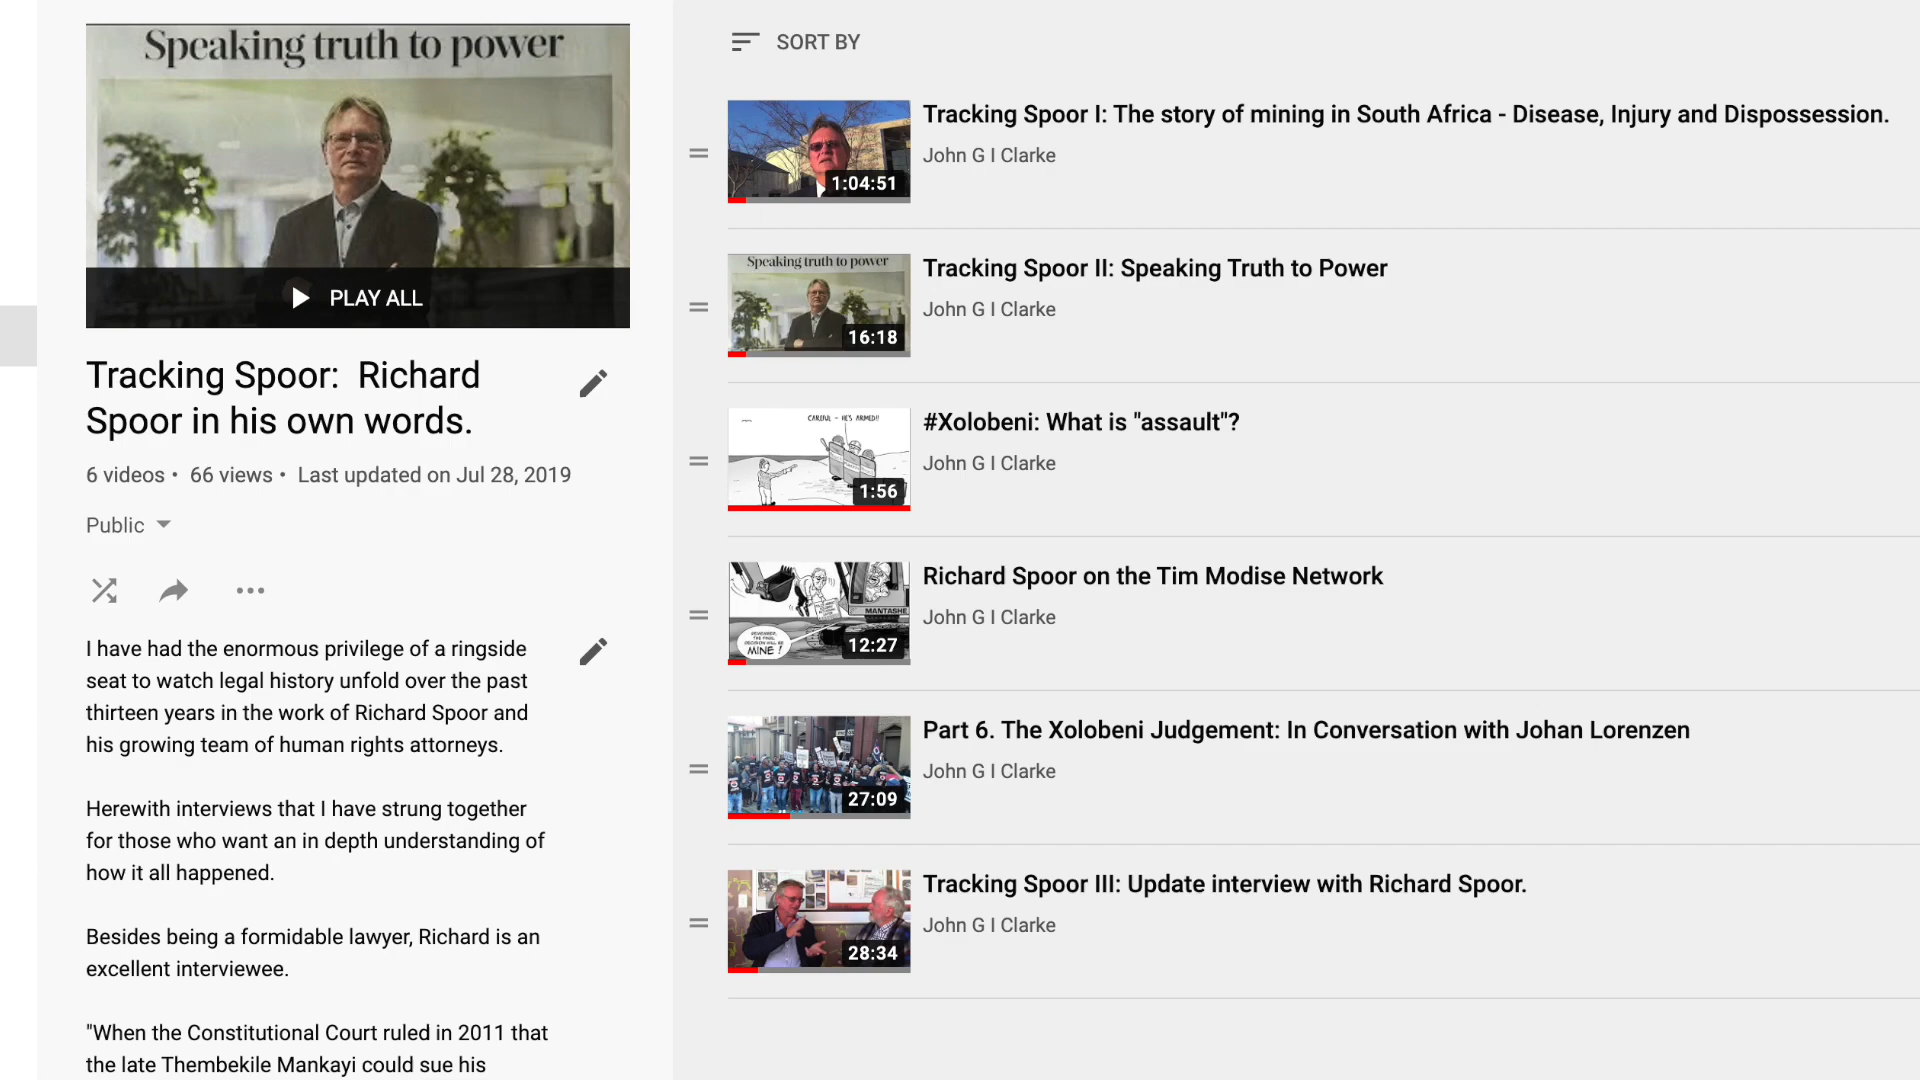 Speaking truth to power
PLAY ALL
Tracking Spoor:  Richard
Spoor in his own words.
6 videos • 66 views • Last updated on Jul 28, 2019
Public
I have had the enormous privilege of a ringside
seat to watch legal history unfold over the past
thirteen years in the work of Richard Spoor and
his growing team of human rights attorneys.
Herewith interviews that I have strung together
for those who want an in depth understanding of
how it all happened.
Besides being a formidable lawyer, Richard is an
excellent interviewee.
"When the Constitutional Court ruled in 2011 that
the late Thembekile Mankayi could sue his
SORT BY
1:04:51
Tracking Spoor I: The story of mining in South Africa - Disease, Injury and Dispossession.
John G I Clarke
Speaking truth to power
16:18
Tracking Spoor II: Speaking Truth to Power
John G I Clarke
CAREFUL - HE'S ARMED!!
1:56
#Xolobeni: What is "assault"?
John G I Clarke
MANTASHE
REMEMBER,
THE FINAL
DECISION WILL BE
MINE!
12:27
Richard Spoor on the Tim Modise Network
John G I Clarke
27:09
Part 6. The Xolobeni Judgement: In Conversation with Johan Lorenzen
John G I Clarke
28:34
Tracking Spoor III: Update interview with Richard Spoor.
John G I Clarke